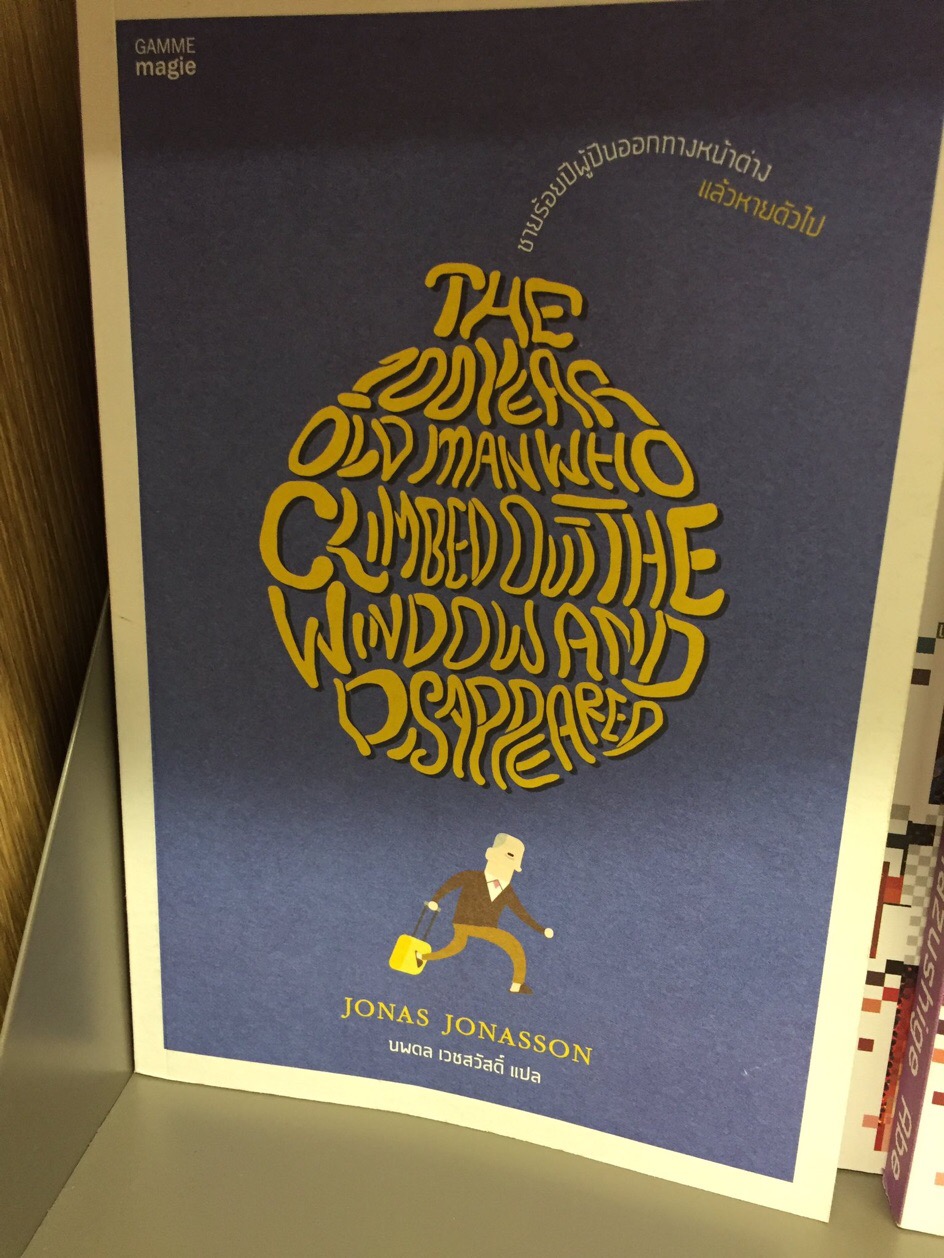 GAMME
magie
ชายร้อยปีผู้ปีนออกทางหน้าต่าง
แล้วหายตัวไป
THE
100 YEAR
OLD MAN WHO
CLIMBED OUT THE
WINDOW AND
DISAPPEARED
JONAS JONASSON
นพดล เวชสวัสดิ์ แปล
Abe